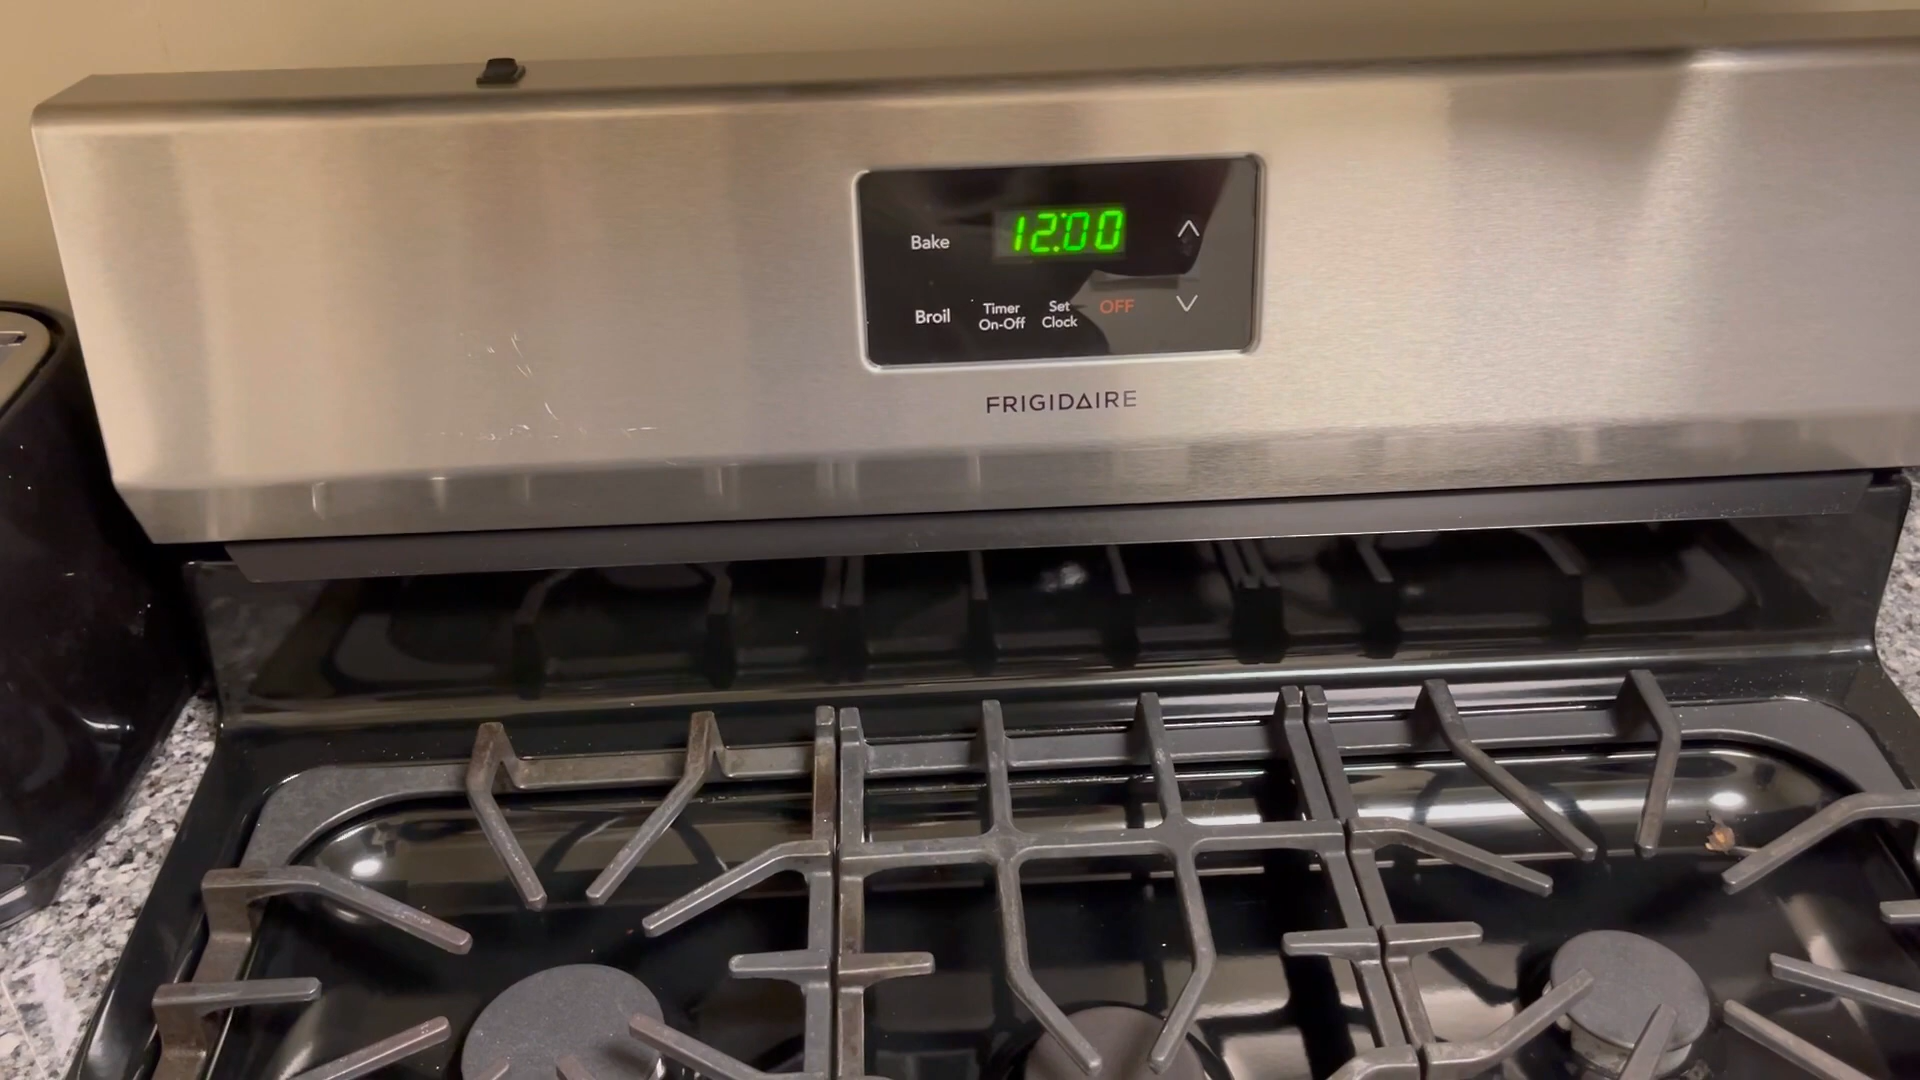 12:00
Bake
Broil
Timer
On-Off
Set
Clock
OFF
FRIGIDAIRE